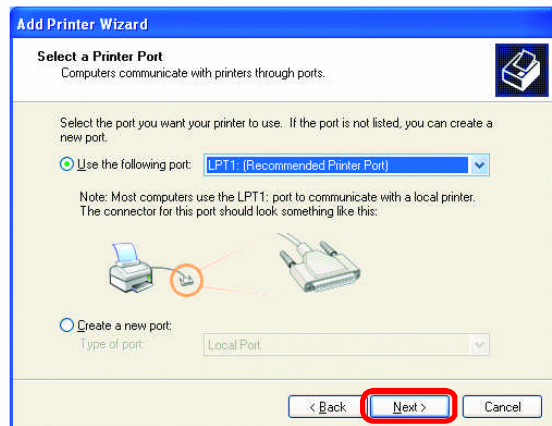 Add Printer Wizard
Select a Printer Port
Computers communicate with printers through ports.
Select the port you want your printer to use. If the port is not listed, you can create a
new port.
Use the following port: LPT1: (Recommended Printer Port)
Note: Most computers use the LPT1: port to communicate with a local printer.
The connector for this port should look something like this:
Create a new port:
Type of port: Local Port
< Back Next > Cancel